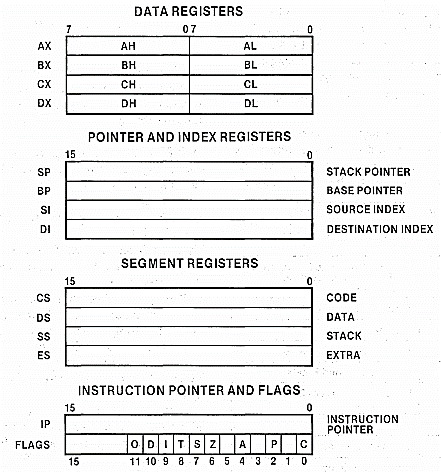 DATA REGISTERS
7 0 7 0
AX AH AL
BX BH BL
CX CH CL
DX DH DL
POINTER AND INDEX REGISTERS
15 0
SP STACK POINTER
BP BASE POINTER
SI SOURCE INDEX
DI DESTINATION INDEX
SEGMENT REGISTERS
15 0
CS CODE
DS DATA
SS STACK
ES EXTRA
INSTRUCTION POINTER AND FLAGS
15 0
IP INSTRUCTION
POINTER
FLAGS O D I T S Z A P C
15 11 10 9 8 7 6 5 4 3 2 1 0